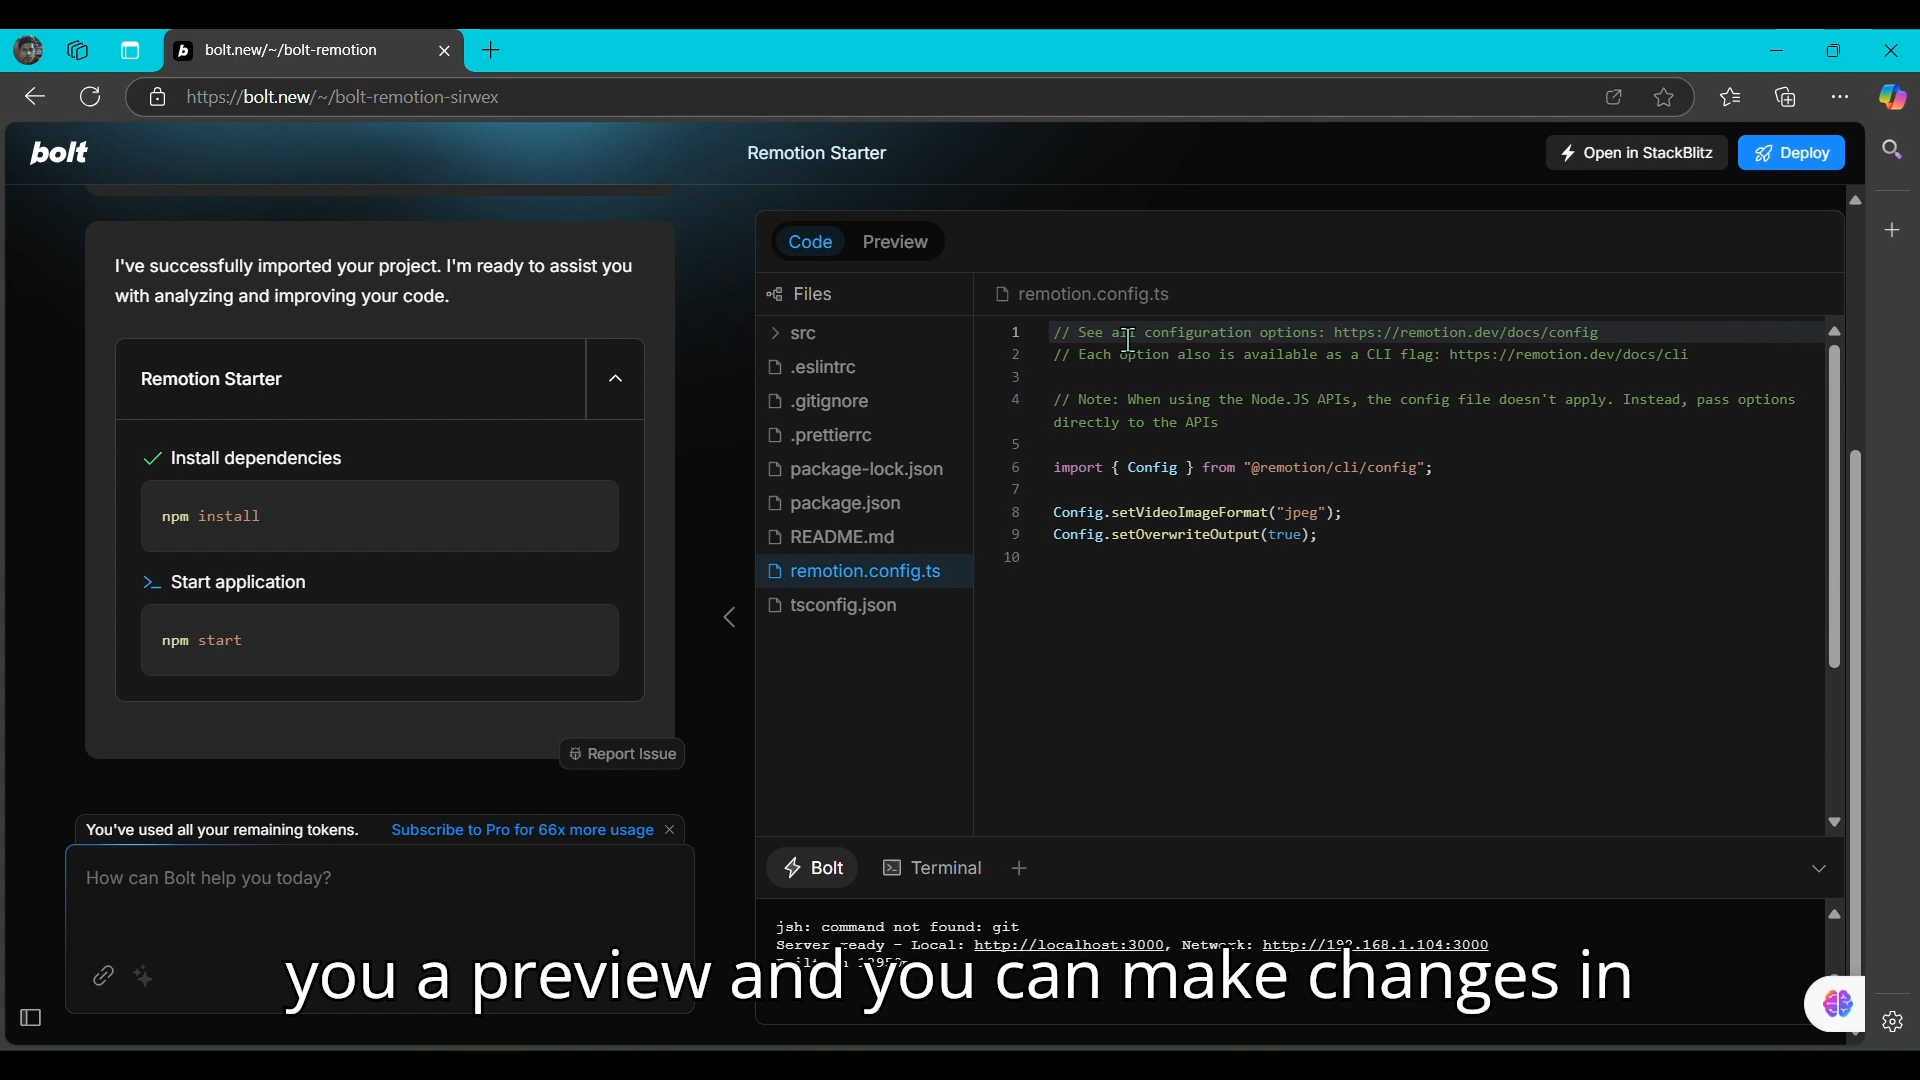 bolt.new/~/bolt-remotion
https://bolt.new/~/bolt-remotion-sirwex
bolt
Remotion Starter
Open in StackBlitz
Deploy
I've successfully imported your project. I'm ready to assist you
with analyzing and improving your code.
Remotion Starter
Install dependencies
npm install
Start application
npm start
Report Issue
You've used all your remaining tokens. Subscribe to Pro for 66x more usage
How can Bolt help you today?
Code Preview
Files
src
.eslintrc
.gitignore
.prettierrc
package-lock.json
package.json
README.md
remotion.config.ts
tsconfig.json
remotion.config.ts
1 // See all configuration options: https://remotion.dev/docs/config
2 // Each option also is available as a CLI flag: https://remotion.dev/docs/cli
3
4 // Note: When using the Node.JS APIs, the config file doesn't apply. Instead, pass options
directly to the APIs
5
6 import { Config } from "@remotion/cli/config";
7
8 Config.setVideoImageFormat("jpeg");
9 Config.setOverwriteOutput(true);
10
Bolt Terminal
jsh: command not found: git
Server ready - Local: http://localhost:3000, Network: http://192.168.1.104:3000
you a preview and you can make changes in